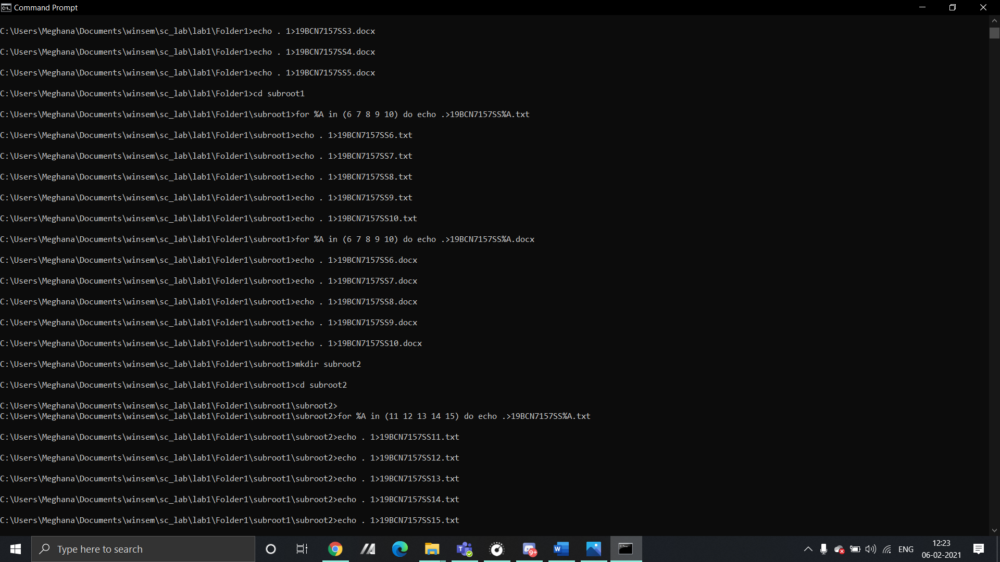 Command Prompt
C:\Users\Meghana\Documents\winsem\sc_lab\lab1\Folder1>echo . 1>19BCN7157SS3.docx
C:\Users\Meghana\Documents\winsem\sc_lab\lab1\Folder1>echo . 1>19BCN7157SS4.docx
C:\Users\Meghana\Documents\winsem\sc_lab\lab1\Folder1>echo . 1>19BCN7157SS5.docx
C:\Users\Meghana\Documents\winsem\sc_lab\lab1\Folder1>cd subroot1
C:\Users\Meghana\Documents\winsem\sc_lab\lab1\Folder1\subroot1>for %A in (6 7 8 9 10) do echo .>19BCN7157SS%A.txt
C:\Users\Meghana\Documents\winsem\sc_lab\lab1\Folder1\subroot1>echo . 1>19BCN7157SS6.txt
C:\Users\Meghana\Documents\winsem\sc_lab\lab1\Folder1\subroot1>echo . 1>19BCN7157SS7.txt
C:\Users\Meghana\Documents\winsem\sc_lab\lab1\Folder1\subroot1>echo . 1>19BCN7157SS8.txt
C:\Users\Meghana\Documents\winsem\sc_lab\lab1\Folder1\subroot1>echo . 1>19BCN7157SS9.txt
C:\Users\Meghana\Documents\winsem\sc_lab\lab1\Folder1\subroot1>echo . 1>19BCN7157SS10.txt
C:\Users\Meghana\Documents\winsem\sc_lab\lab1\Folder1\subroot1>for %A in (6 7 8 9 10) do echo .>19BCN7157SS%A.docx
C:\Users\Meghana\Documents\winsem\sc_lab\lab1\Folder1\subroot1>echo . 1>19BCN7157SS6.docx
C:\Users\Meghana\Documents\winsem\sc_lab\lab1\Folder1\subroot1>echo . 1>19BCN7157SS7.docx
C:\Users\Meghana\Documents\winsem\sc_lab\lab1\Folder1\subroot1>echo . 1>19BCN7157SS8.docx
C:\Users\Meghana\Documents\winsem\sc_lab\lab1\Folder1\subroot1>echo . 1>19BCN7157SS9.docx
C:\Users\Meghana\Documents\winsem\sc_lab\lab1\Folder1\subroot1>echo . 1>19BCN7157SS10.docx
C:\Users\Meghana\Documents\winsem\sc_lab\lab1\Folder1\subroot1>mkdir subroot2
C:\Users\Meghana\Documents\winsem\sc_lab\lab1\Folder1\subroot1>cd subroot2
C:\Users\Meghana\Documents\winsem\sc_lab\lab1\Folder1\subroot1\subroot2>
C:\Users\Meghana\Documents\winsem\sc_lab\lab1\Folder1\subroot1\subroot2>for %A in (11 12 13 14 15) do echo .>19BCN7157SS%A.txt
C:\Users\Meghana\Documents\winsem\sc_lab\lab1\Folder1\subroot1\subroot2>echo . 1>19BCN7157SS11.txt
C:\Users\Meghana\Documents\winsem\sc_lab\lab1\Folder1\subroot1\subroot2>echo . 1>19BCN7157SS12.txt
C:\Users\Meghana\Documents\winsem\sc_lab\lab1\Folder1\subroot1\subroot2>echo . 1>19BCN7157SS13.txt
C:\Users\Meghana\Documents\winsem\sc_lab\lab1\Folder1\subroot1\subroot2>echo . 1>19BCN7157SS14.txt
C:\Users\Meghana\Documents\winsem\sc_lab\lab1\Folder1\subroot1\subroot2>echo . 1>19BCN7157SS15.txt
Type here to search
9+
ENG
12:23
06-02-2021